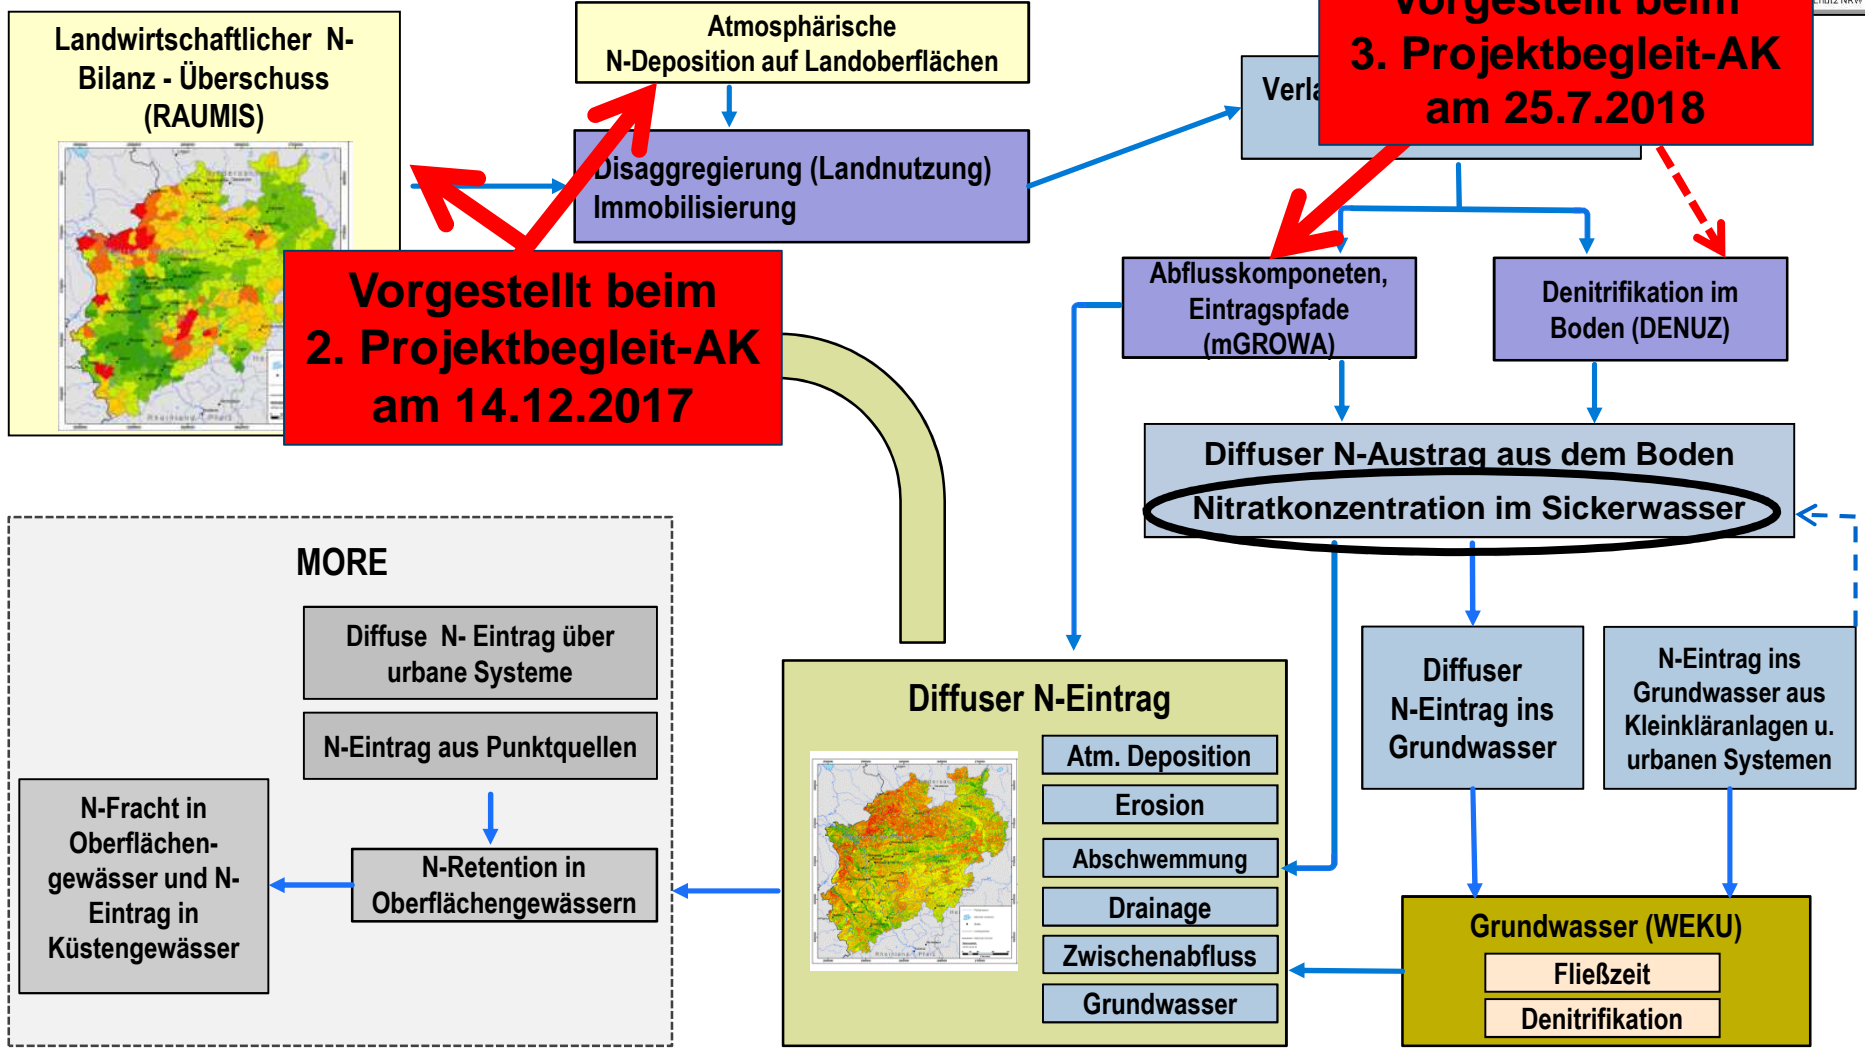 Landwirtschaftlicher N-
Bilanz - Überschuss
(RAUMIS)
Atmosphärische
N-Deposition auf Landoberflächen
Vorgestellt beim
3. Projektbegleit-AK
am 25.7.2018
Disaggregierung (Landnutzung)
Immobilisierung
Vorgestellt beim
2. Projektbegleit-AK
am 14.12.2017
Abflusskomponeten,
Eintragspfade
(mGROWA)
Denitrifikation im
Boden (DENUZ)
Diffuser N-Austrag aus dem Boden
Nitratkonzentration im Sickerwasser
MORE
Diffuse N- Eintrag über
urbane Systeme
N-Eintrag aus Punktquellen
N-Fracht in
Oberflächen-
gewässer und N-
Eintrag in
Küstengewässer
N-Retention in
Oberflächengewässern
Diffuser N-Eintrag
Atm. Deposition
Erosion
Abschwemmung
Drainage
Zwischenabfluss
Grundwasser
Diffuser
N-Eintrag ins
Grundwasser
N-Eintrag ins
Grundwasser aus
Kleinkläranlagen u.
urbanen Systemen
Grundwasser (WEKU)
Fließzeit
Denitrifikation